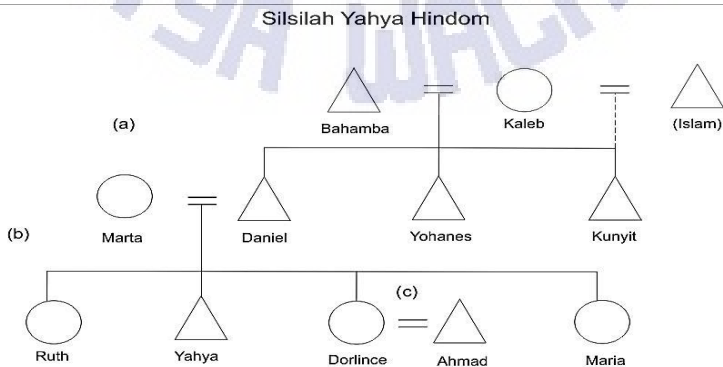 Silsilah Yahya Hindom
Bahamba
Kaleb
(Islam)
(a)
Marta
Daniel
Yohanes
Kunyit
(b)
(c)
Ruth
Yahya
Dorlince
Ahmad
Maria